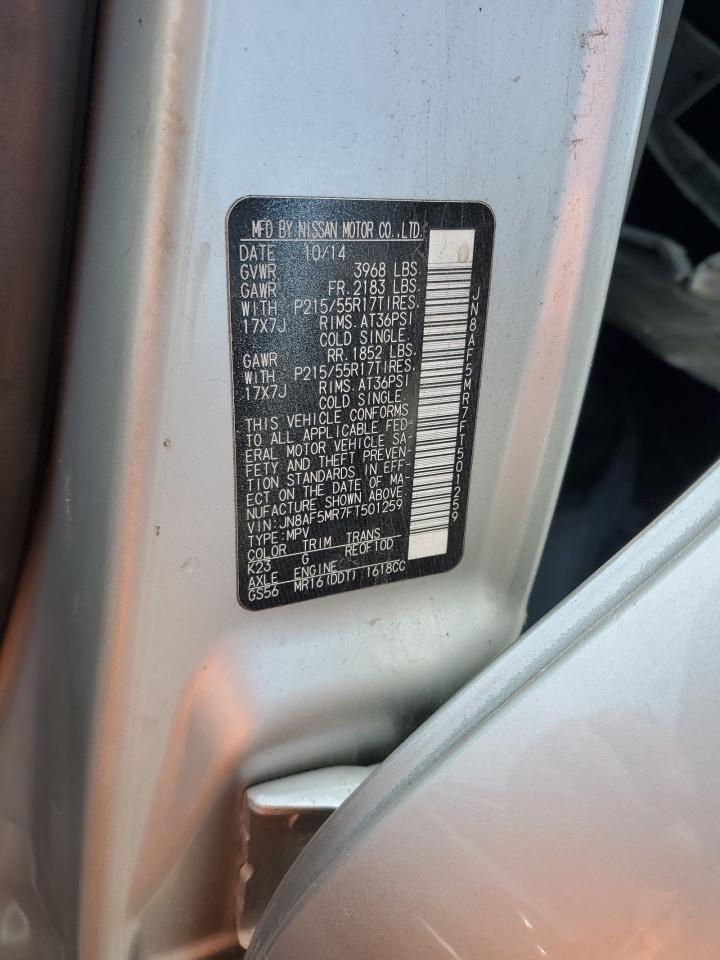 MFD BY NISSAN MOTOR CO.,LTD.
DATE 10/14
GVWR 3968 LBS
GAWR FR. 2183 LBS.
WITH P215/55R17TIRES,
17X7J RIMS. AT36PSI
COLD SINGLE.
GAWR RR. 1852 LBS.
WITH P215/55R17TIRES,
17X7J RIMS. AT36PSI
COLD SINGLE.
THIS VEHICLE CONFORMS
TO ALL APPLICABLE FED-
ERAL MOTOR VEHICLE SA-
FETY AND THEFT PREVEN-
TION STANDARDS IN EFF-
ECT ON THE DATE OF MA-
NUFACTURE SHOWN ABOVE.
VIN: JN8AF5MR7FT501259
TYPE: MPV
COLOR TRIM TRANS
K23 G RE0F10D
AXLE ENGINE
GS56 MR16(DDT) 1618CC
JN8AF5MR7FT501259